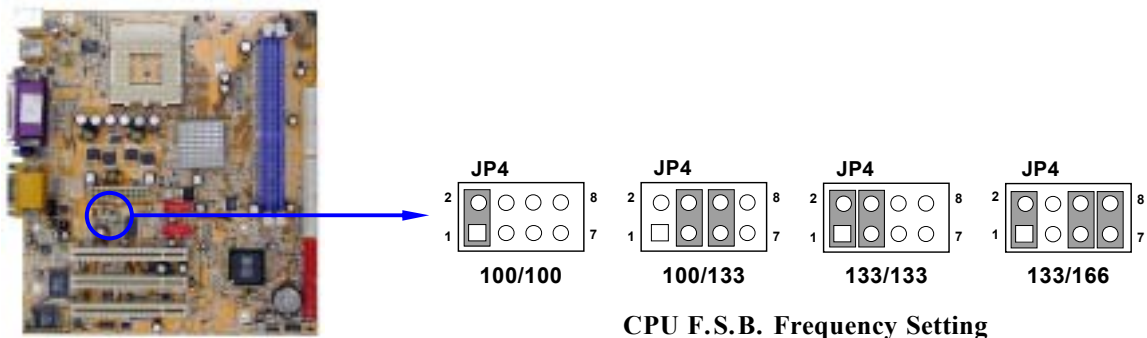 JP4 JP4 JP4 JP4
2 8 2 8 2 8 2 8
1 7 1 7 1 7 1 7
100/100 100/133 133/133 133/166
CPU F.S.B. Frequency Setting